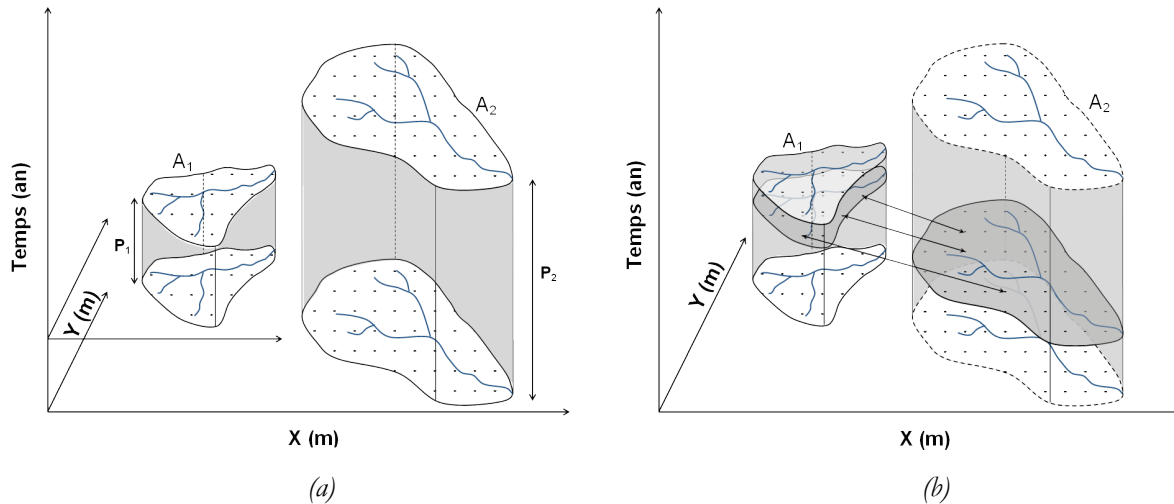 Temps (an)
Y (m)
X (m)
A₁
A₂
P₁
P₂
(a)
Temps (an)
Y (m)
X (m)
A₁
A₂
(b)